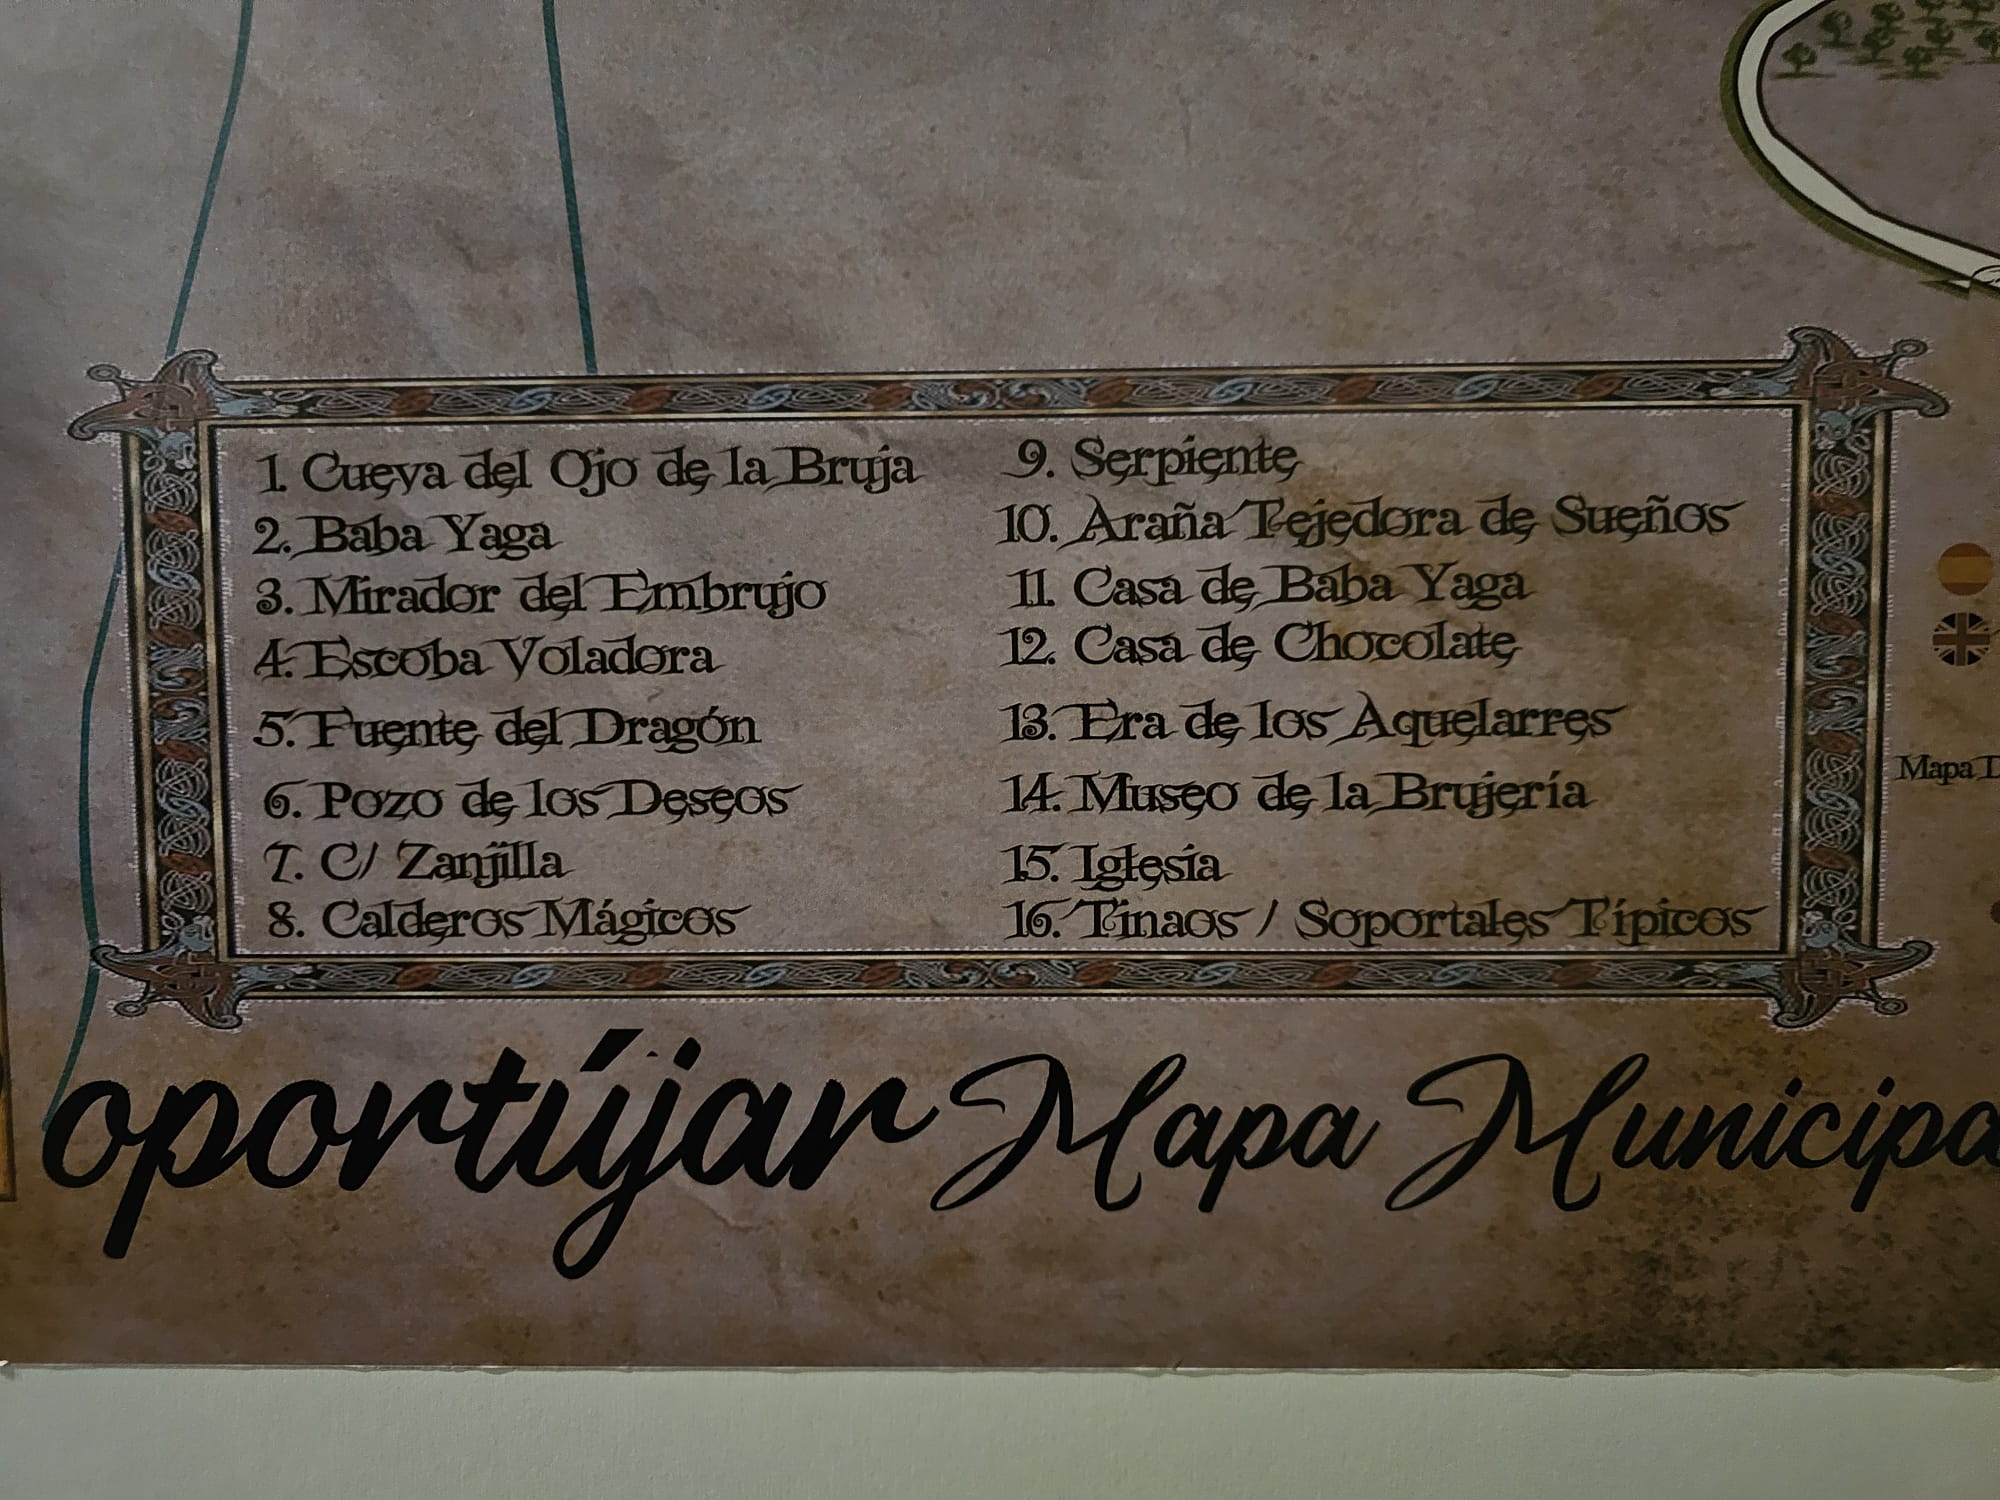 1. Cueva del Ojo de la Bruja
2. Baba Yaga
3. Mirador del Embrujo
4. Escoba Voladora
5. Fuente del Dragón
6. Pozo de los Deseos
7. C/ Zanjilla
8. Calderos Mágicos
9. Serpiente
10. Araña Tejedora de Sueños
11. Casa de Baba Yaga
12. Casa de Chocolate
13. Era de los Aquelarres
14. Museo de la Brujería
15. Iglesia
16. Tinaos / Soportales Típicos
Mapa
oportújar Mapa Municipa